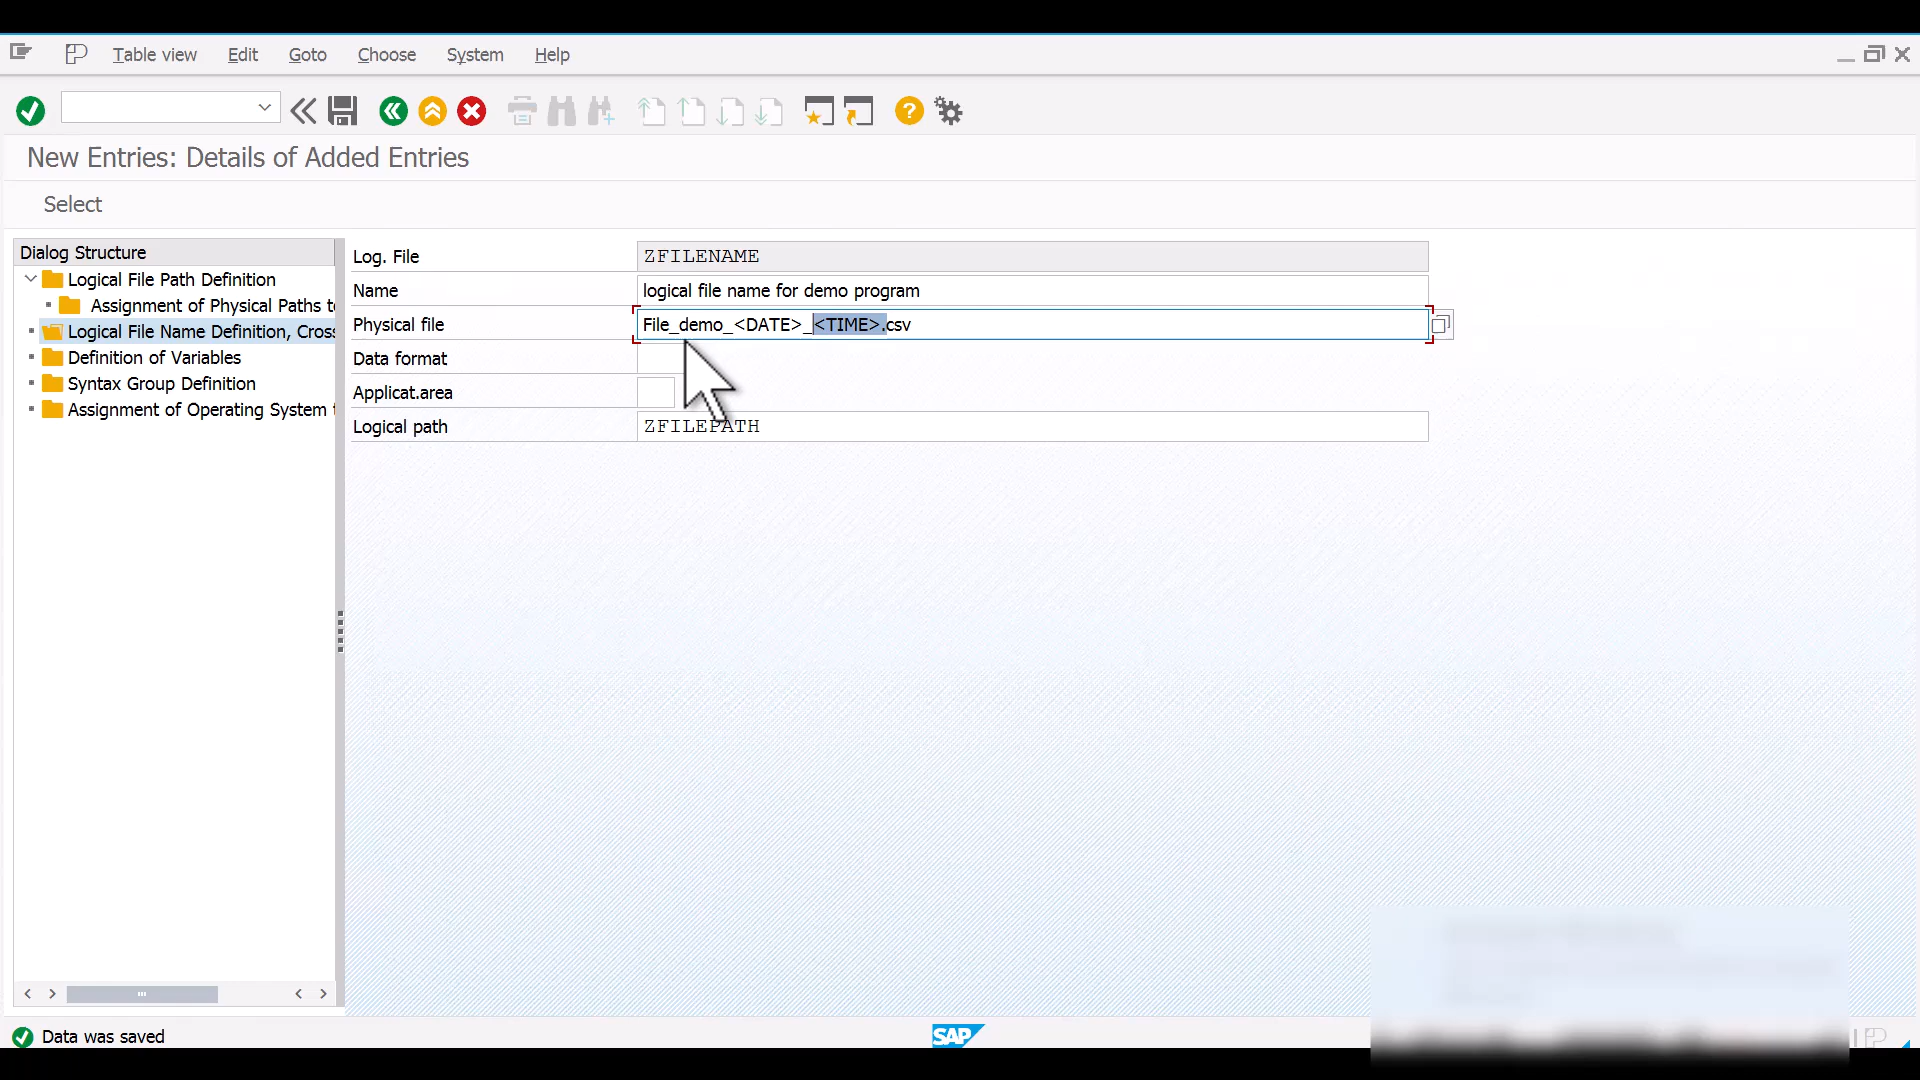 Table view Edit Goto Choose System Help
New Entries: Details of Added Entries
Select
Dialog Structure
Logical File Path Definition
Assignment of Physical Paths t
Logical File Name Definition, Cross
Definition of Variables
Syntax Group Definition
Assignment of Operating System t
Log. File ZFILENAME
Name logical file name for demo program
Physical file File_demo_<DATE>_<TIME>.csv
Data format
Applicat.area
Logical path ZFILEPATH
Data was saved
SAP